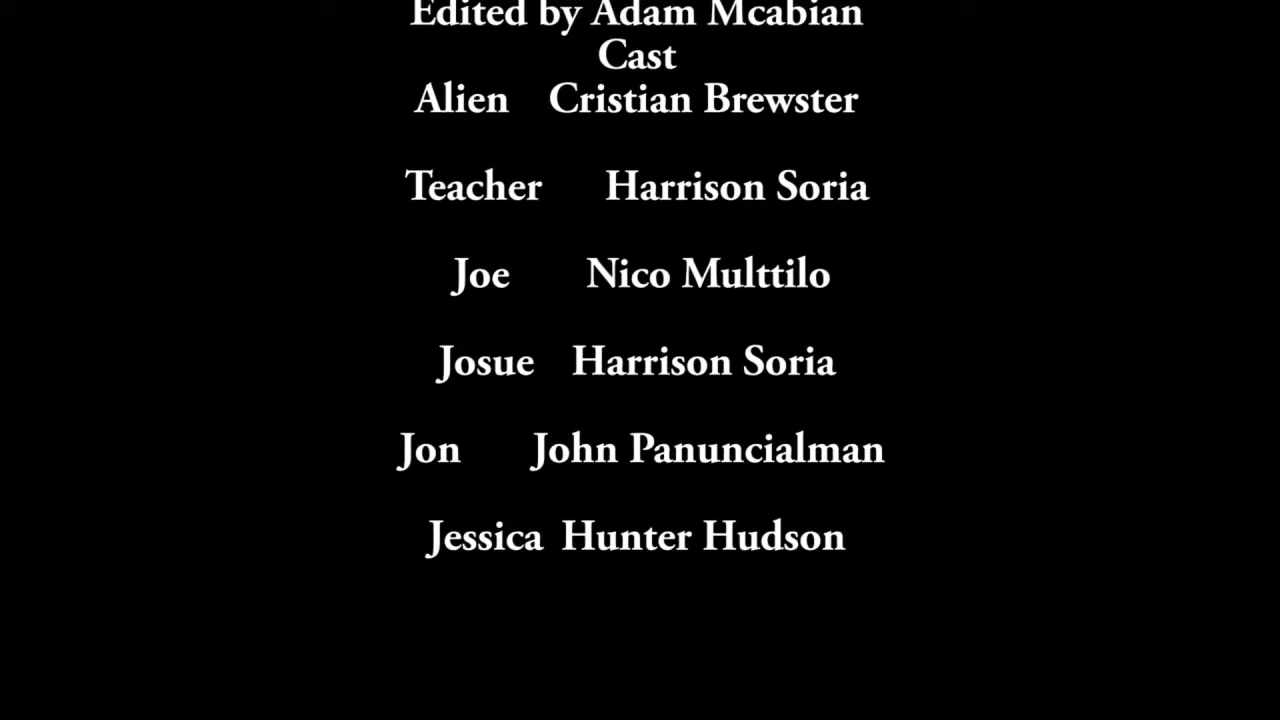 Edited by Adam Mcabian
Cast
Alien Cristian Brewster
Teacher Harrison Soria
Joe Nico Multtilo
Josue Harrison Soria
Jon John Panuncialman
Jessica Hunter Hudson